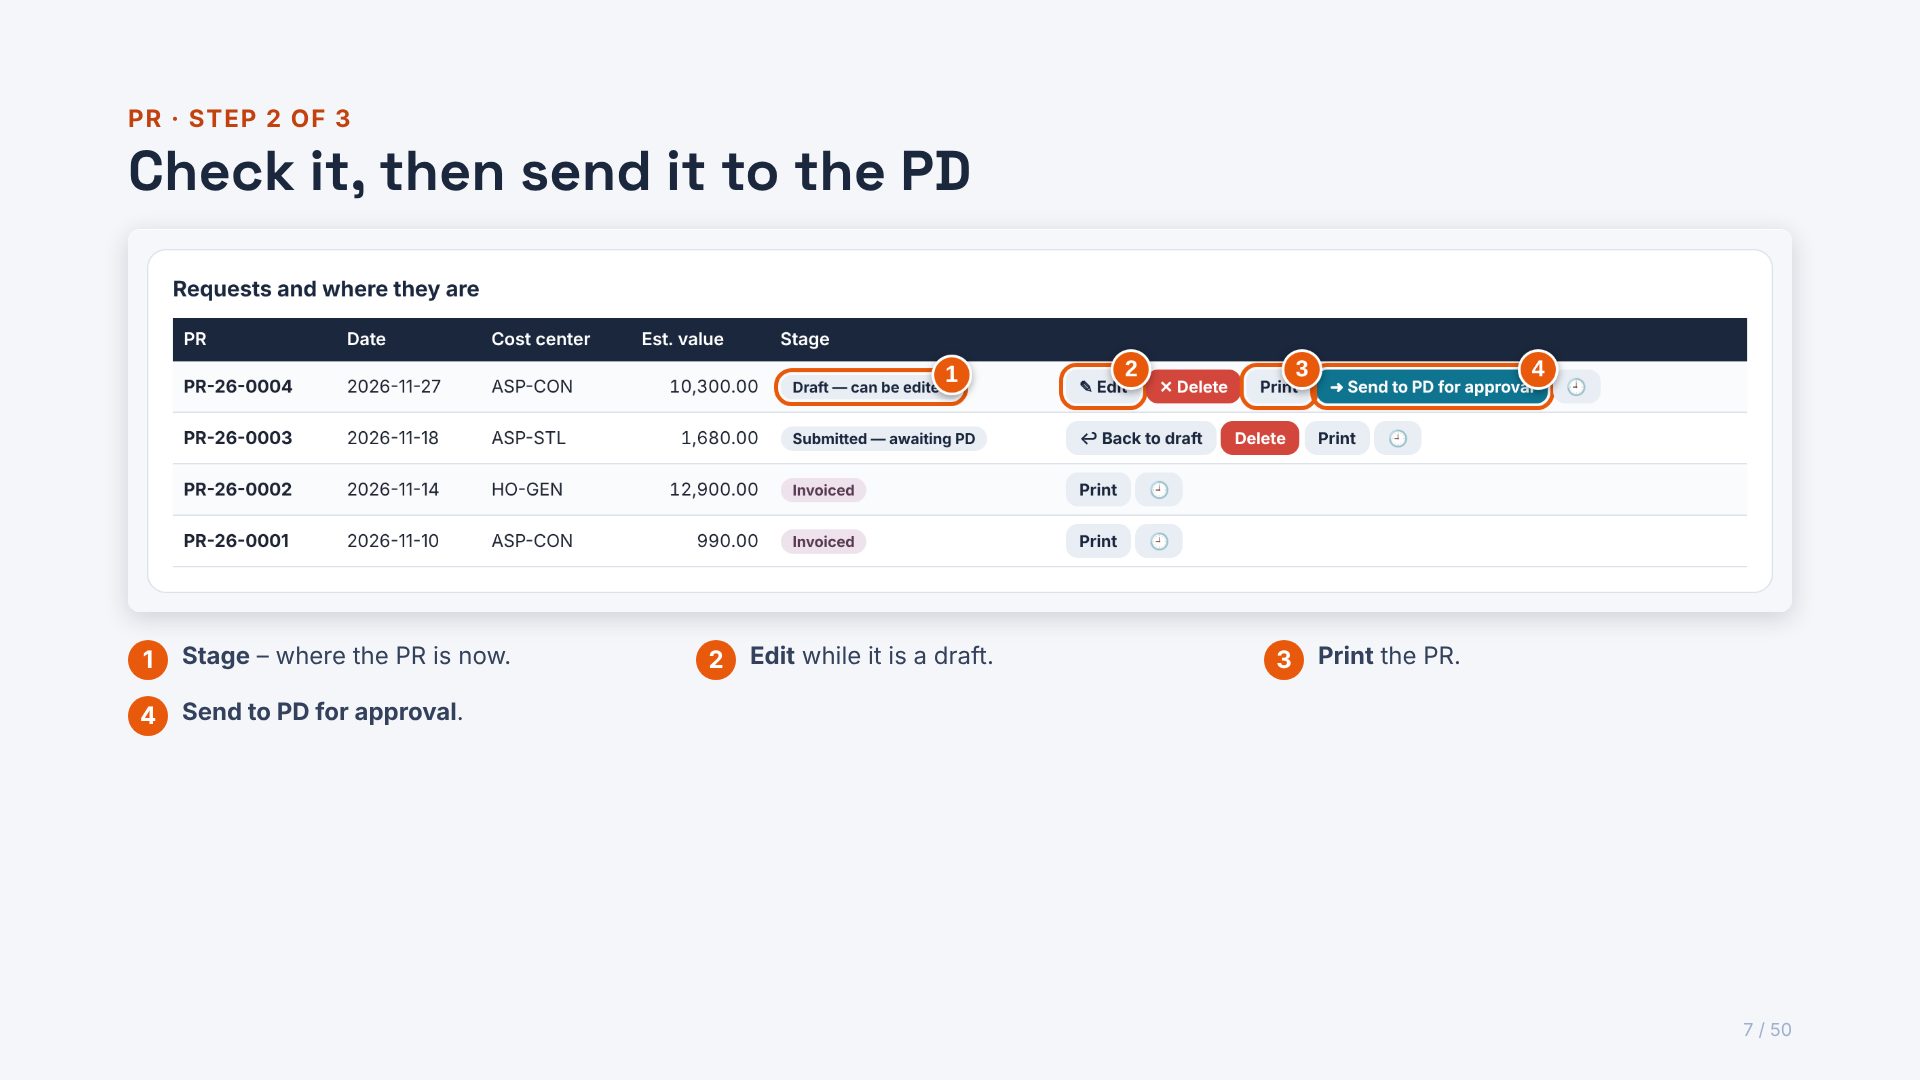 PR · STEP 2 OF 3
Check it, then send it to the PD
Requests and where they are
PR Date Cost center Est. value Stage
PR-26-0004 2026-11-27 ASP-CON 10,300.00 Draft — can be 1 ✎ Edit 2 ✕ Delete Print 3 ➜ Send to PD for approval 4
PR-26-0003 2026-11-18 ASP-STL 1,680.00 Submitted — awaiting PD ↩ Back to draft Delete Print
PR-26-0002 2026-11-14 HO-GEN 12,900.00 Invoiced Print
PR-26-0001 2026-11-10 ASP-CON 990.00 Invoiced Print
1 Stage – where the PR is now.
2 Edit while it is a draft.
3 Print the PR.
4 Send to PD for approval.
7 / 50